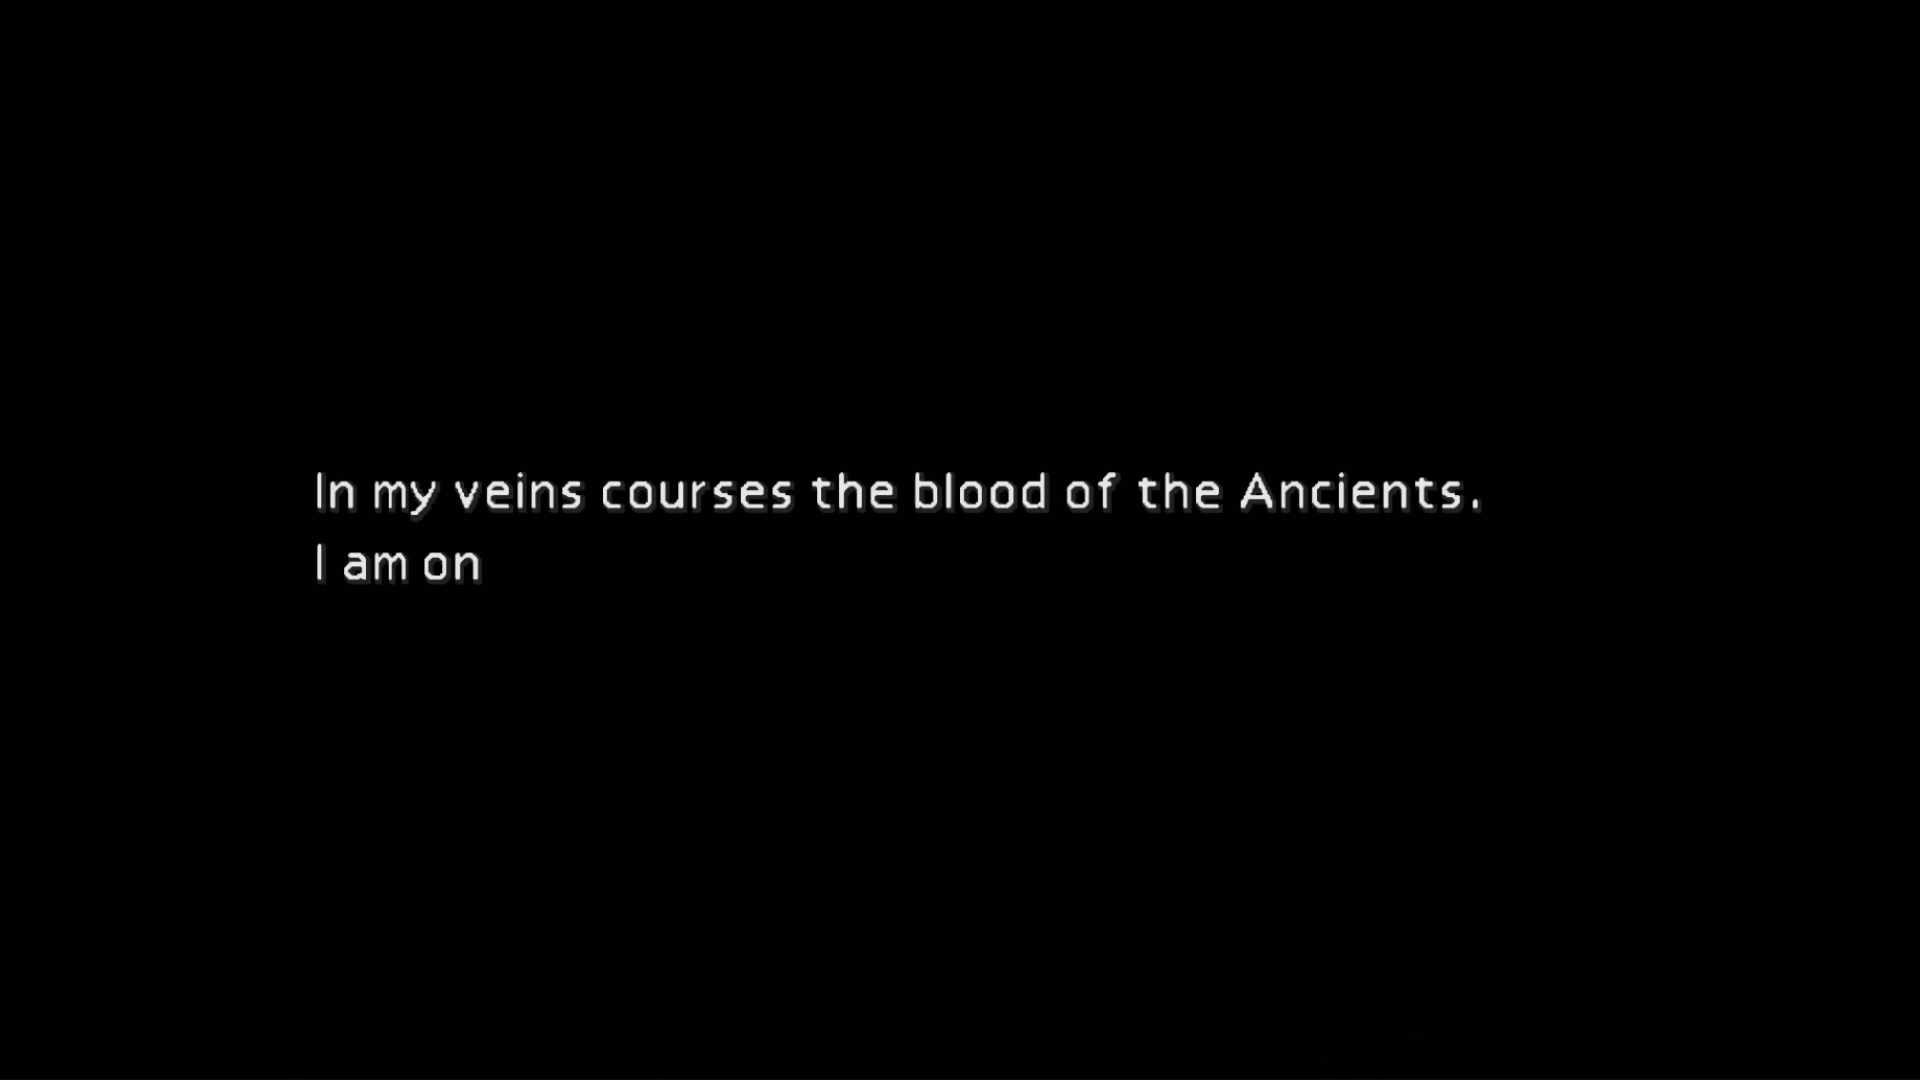 In my veins courses the blood of the Ancients.
I am on